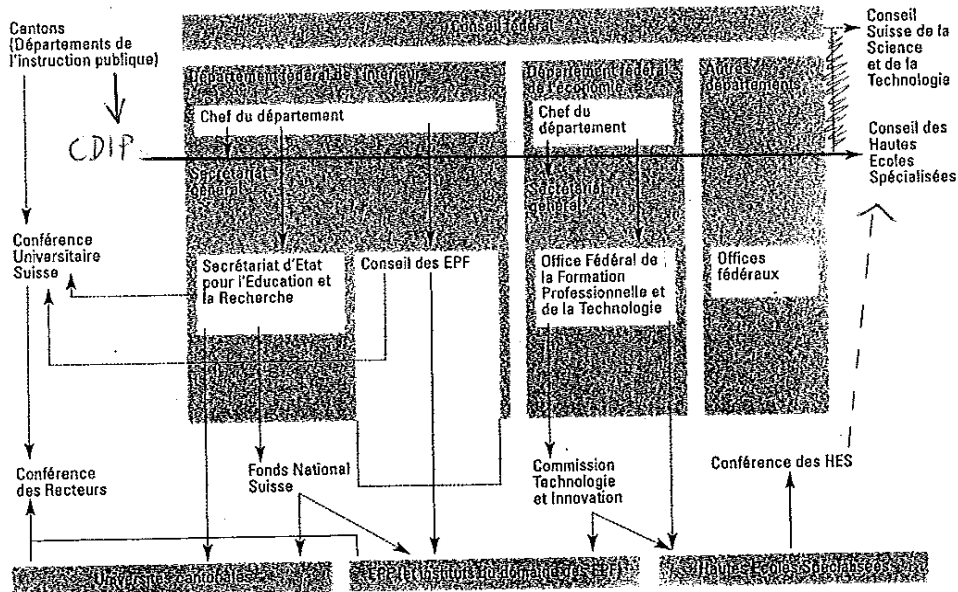 Conseil fédéral
Cantons
(Départements de
l'instruction publique)
CDIP
Conseil
Suisse de la
Science
et de la
Technologie
Département fédéral de l'intérieur
Département fédéral
de l'économie
Autres
départements
Chef du département
Chef du
département
Secrétariat
général
Secrétariat
général
Conseil des
Hautes
Ecoles
Spécialisées
Conférence
Universitaire
Suisse
Secrétariat d'Etat
pour l'Education et
la Recherche
Conseil des EPF
Office Fédéral de
la Formation
Professionnelle et
de la Technologie
Offices
fédéraux
Conférence
des Recteurs
Fonds National
Suisse
Commission
Technologie
et Innovation
Conférence des HES
Universités cantonales
EPF (et instituts du domaine des EPF)
Hautes Ecoles Spécialisées